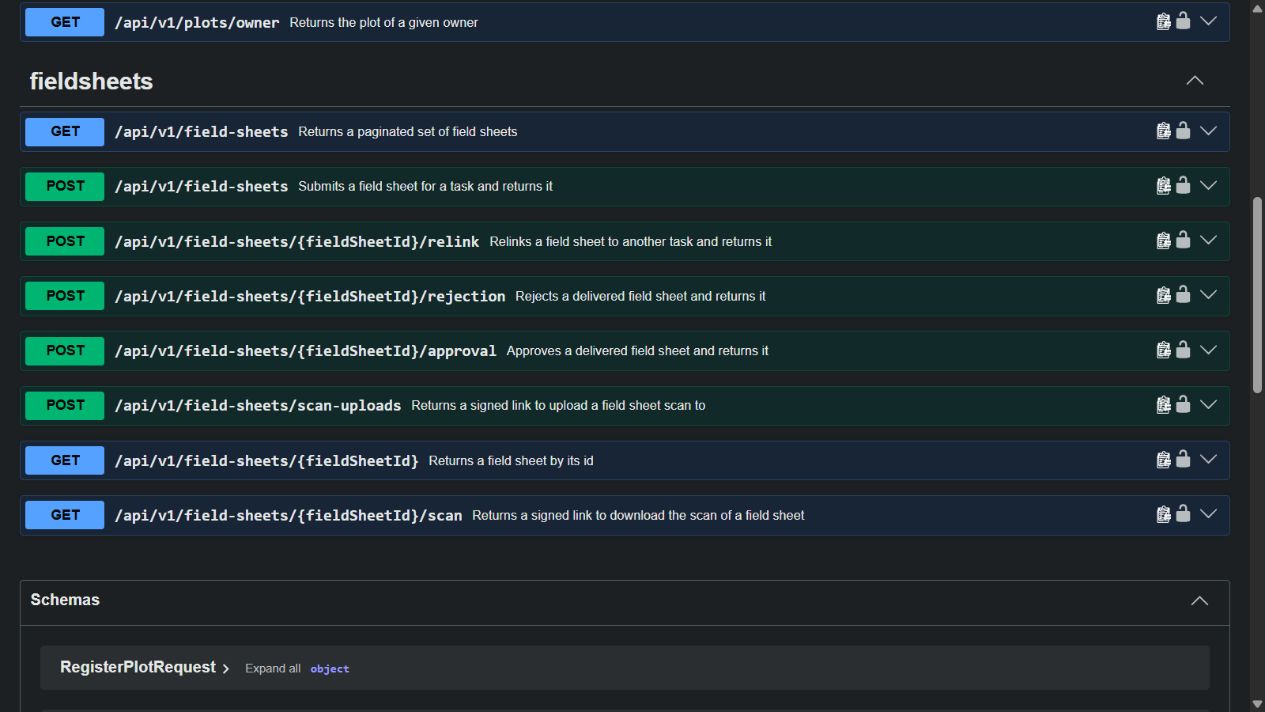 GET /api/v1/plots/owner Returns the plot of a given owner
fieldsheets
GET /api/v1/field-sheets Returns a paginated set of field sheets
POST /api/v1/field-sheets Submits a field sheet for a task and returns it
POST /api/v1/field-sheets/{fieldSheetId}/relink Relinks a field sheet to another task and returns it
POST /api/v1/field-sheets/{fieldSheetId}/rejection Rejects a delivered field sheet and returns it
POST /api/v1/field-sheets/{fieldSheetId}/approval Approves a delivered field sheet and returns it
POST /api/v1/field-sheets/scan-uploads Returns a signed link to upload a field sheet scan to
GET /api/v1/field-sheets/{fieldSheetId} Returns a field sheet by its id
GET /api/v1/field-sheets/{fieldSheetId}/scan Returns a signed link to download the scan of a field sheet
Schemas
RegisterPlotRequest Expand all object